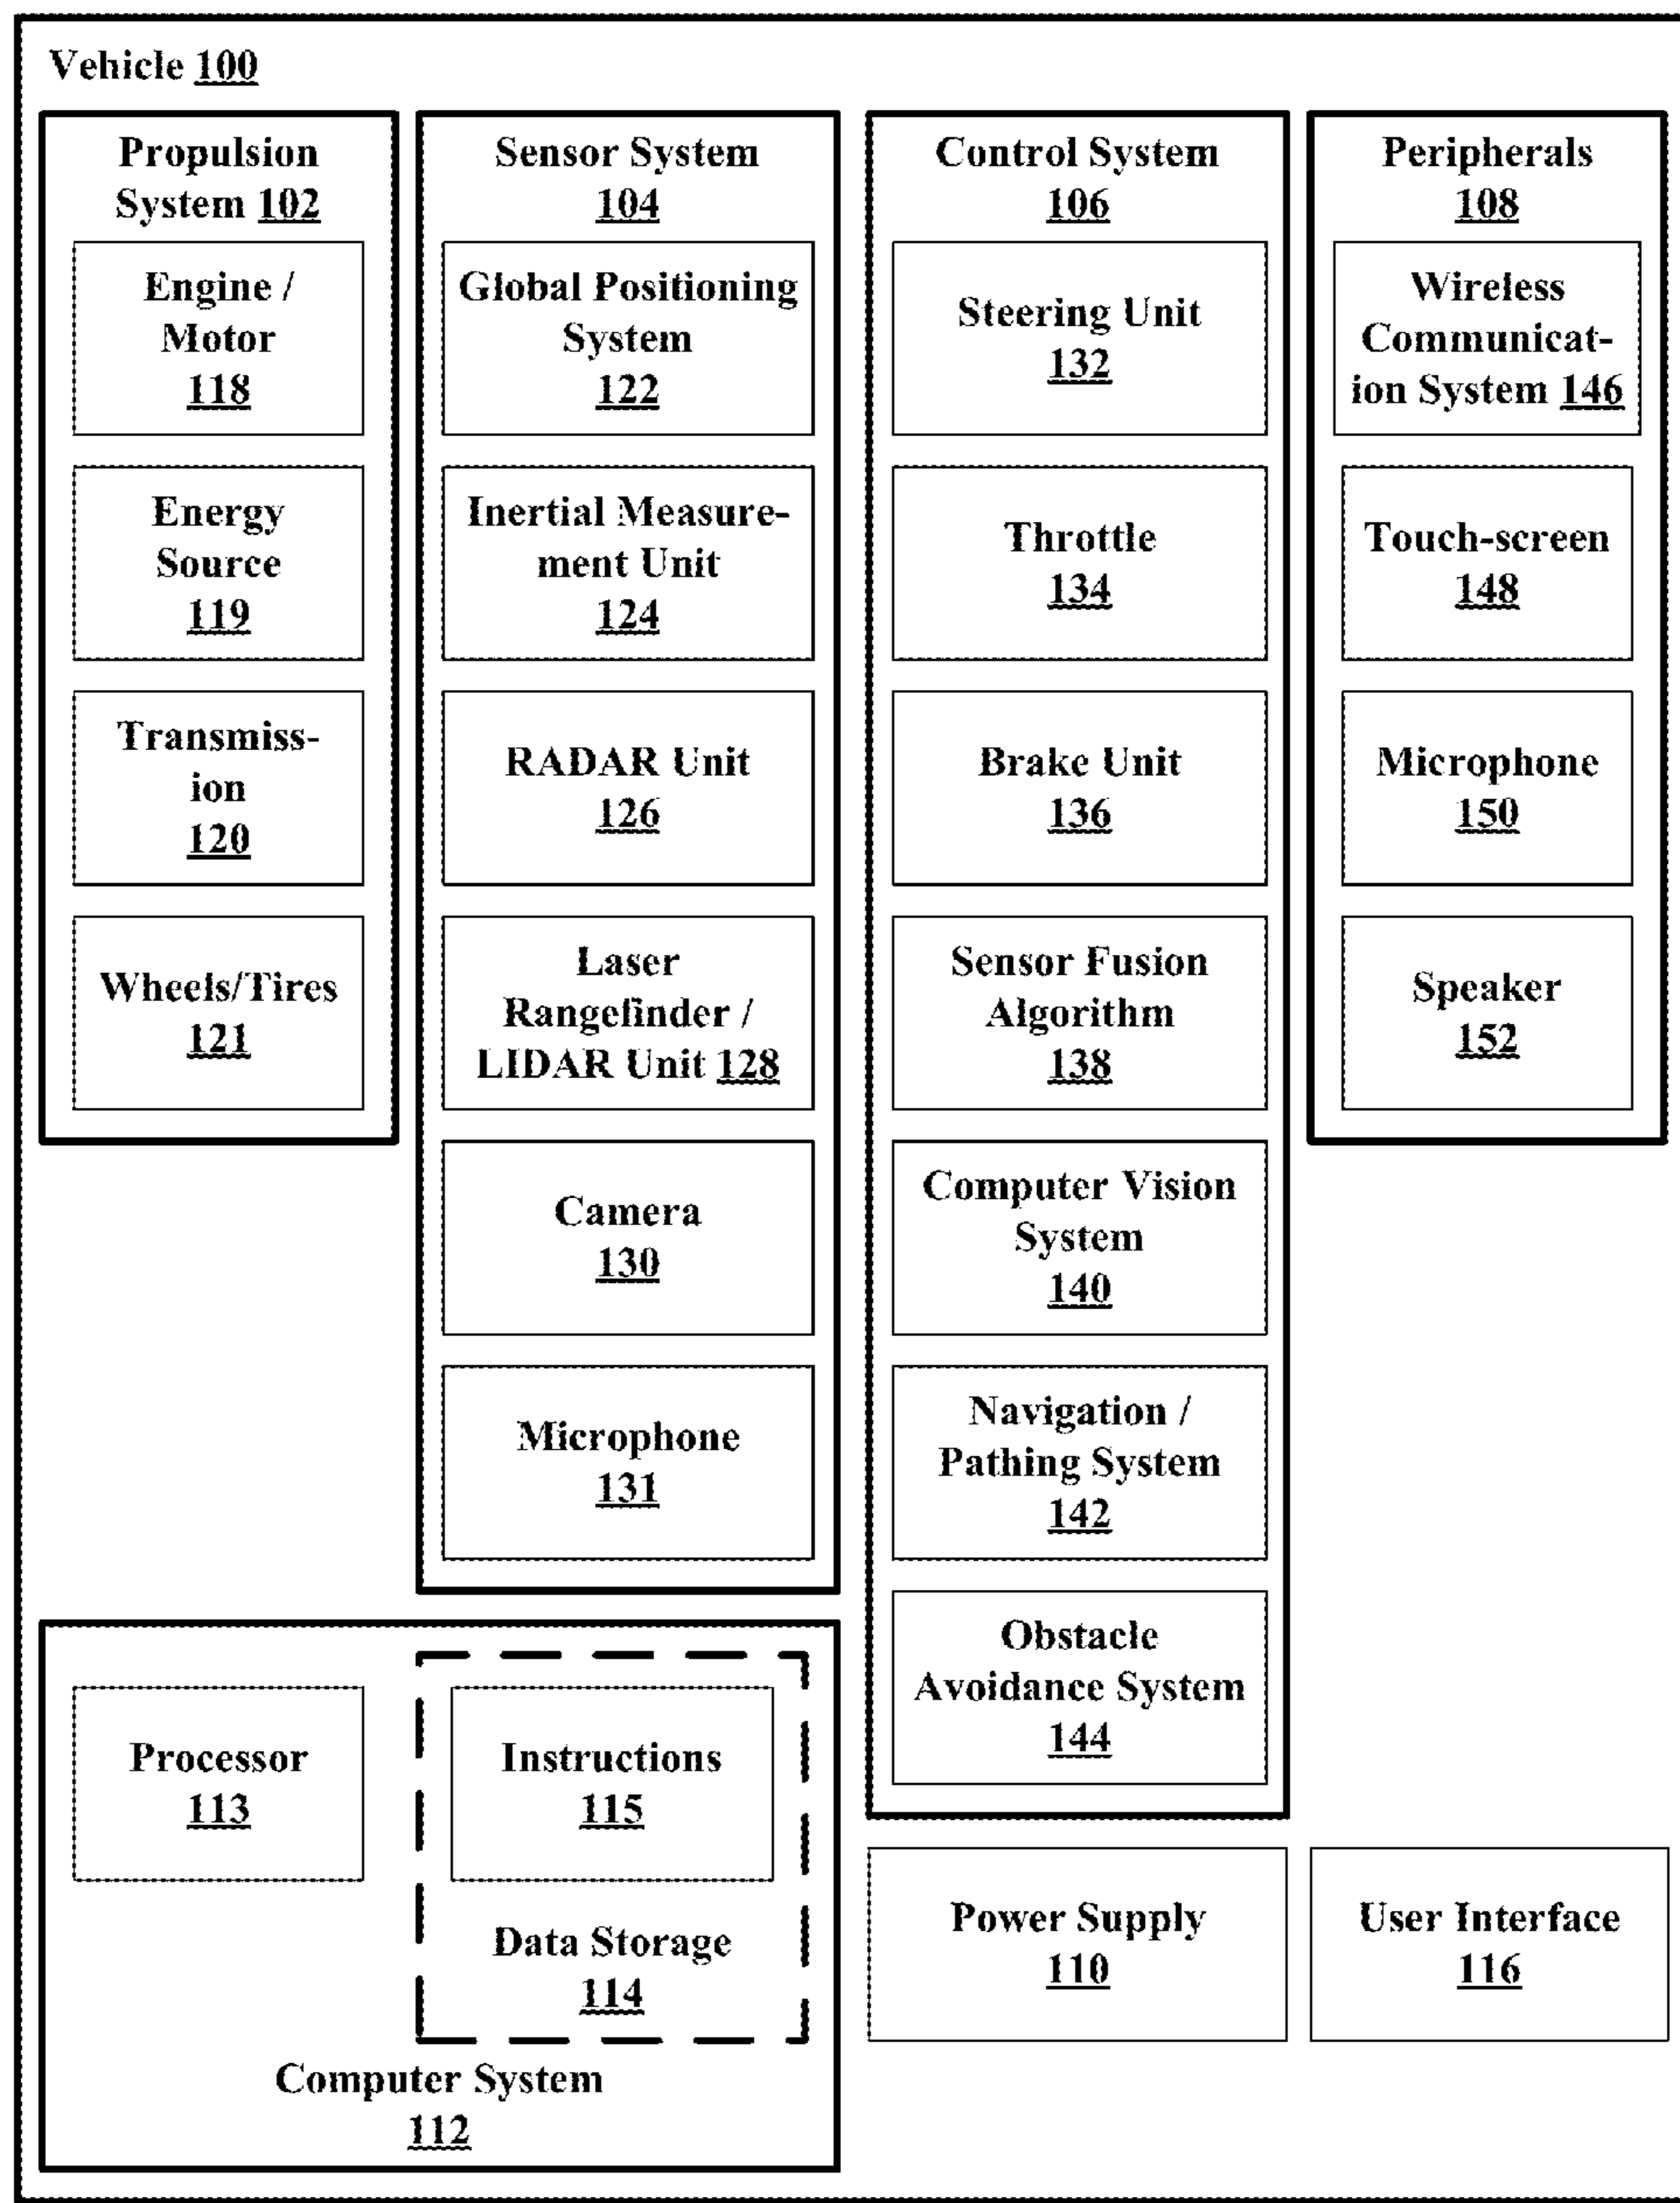 Vehicle 100
Propulsion
System 102
Engine /
Motor
118
Energy
Source
119
Transmiss-
ion
120
Wheels/Tires
121
Sensor System
104
Global Positioning
System
122
Inertial Measure-
ment Unit
124
RADAR Unit
126
Laser
Rangefinder /
LIDAR Unit 128
Camera
130
Microphone
131
Control System
106
Steering Unit
132
Throttle
134
Brake Unit
136
Sensor Fusion
Algorithm
138
Computer Vision
System
140
Navigation /
Pathing System
142
Obstacle
Avoidance System
144
Peripherals
108
Wireless
Communicat-
ion System 146
Touch-screen
148
Microphone
150
Speaker
152
Processor
113
Instructions
115
Data Storage
114
Computer System
112
Power Supply
110
User Interface
116